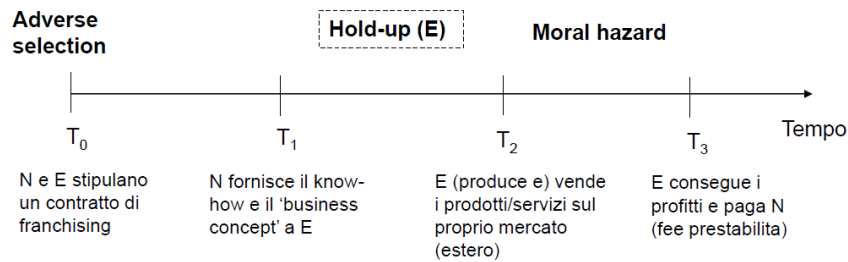 Adverse
selection
Hold-up (E)
Moral hazard
T0
T1
T2
T3
Tempo
N e E stipulano
un contratto di
franchising
N fornisce il know-
how e il ‘business
concept’ a E
E (produce e) vende
i prodotti/servizi sul
proprio mercato
(estero)
E consegue i
profitti e paga N
(fee prestabilita)